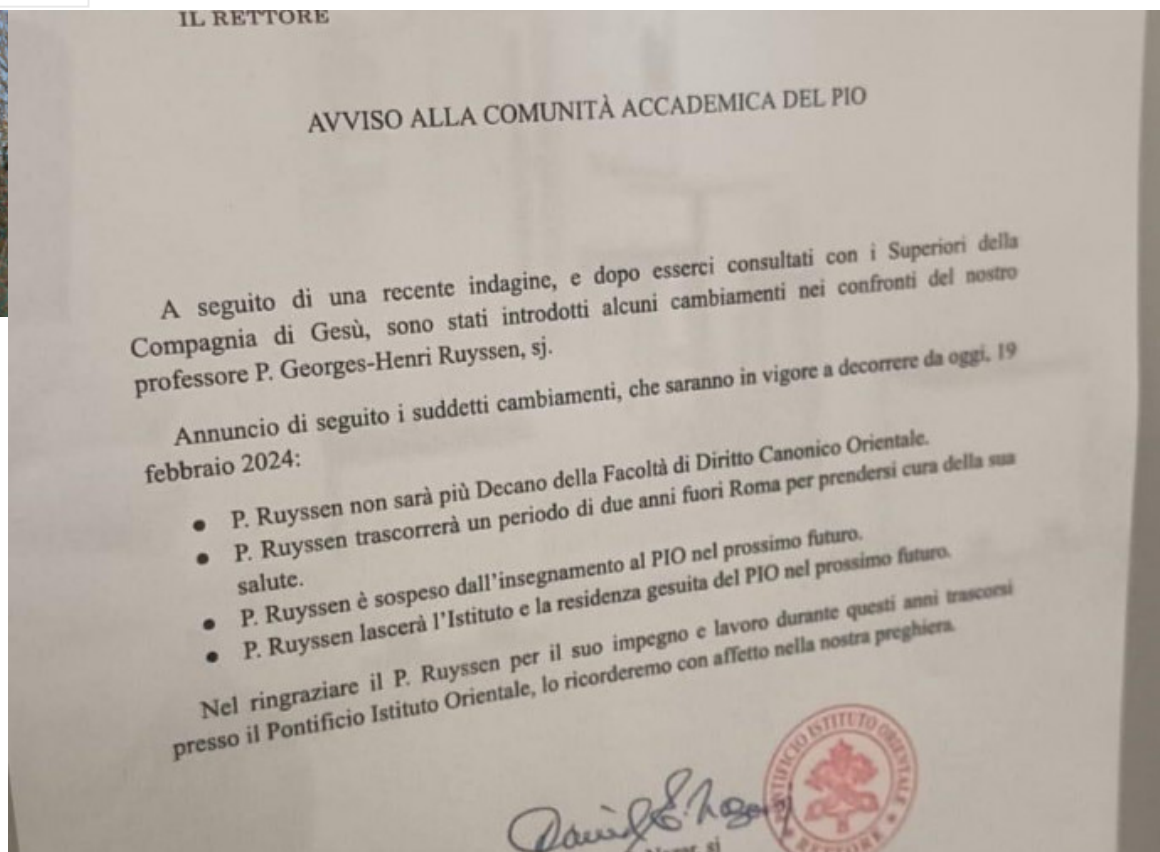 IL RETTORE
AVVISO ALLA COMUNITÀ ACCADEMICA DEL PIO
A seguito di una recente indagine, e dopo esserci consultati con i Superiori della
Compagnia di Gesù, sono stati introdotti alcuni cambiamenti nei confronti del nostro
professore P. Georges-Henri Ruyssen, sj.
Annuncio di seguito i suddetti cambiamenti, che saranno in vigore a decorrere da oggi, 19
febbraio 2024:
● P. Ruyssen non sarà più Decano della Facoltà di Diritto Canonico Orientale.
● P. Ruyssen trascorrerà un periodo di due anni fuori Roma per prendersi cura della sua
salute.
● P. Ruyssen è sospeso dall'insegnamento al PIO nel prossimo futuro.
● P. Ruyssen lascerà l'Istituto e la residenza gesuita del PIO nel prossimo futuro.
Nel ringraziare il P. Ruyssen per il suo impegno e lavoro durante questi anni trascorsi
presso il Pontificio Istituto Orientale, lo ricorderemo con affetto nella nostra preghiera.
PONTIFICIO ISTITUTO ORIENTALE
RETTORE
sj